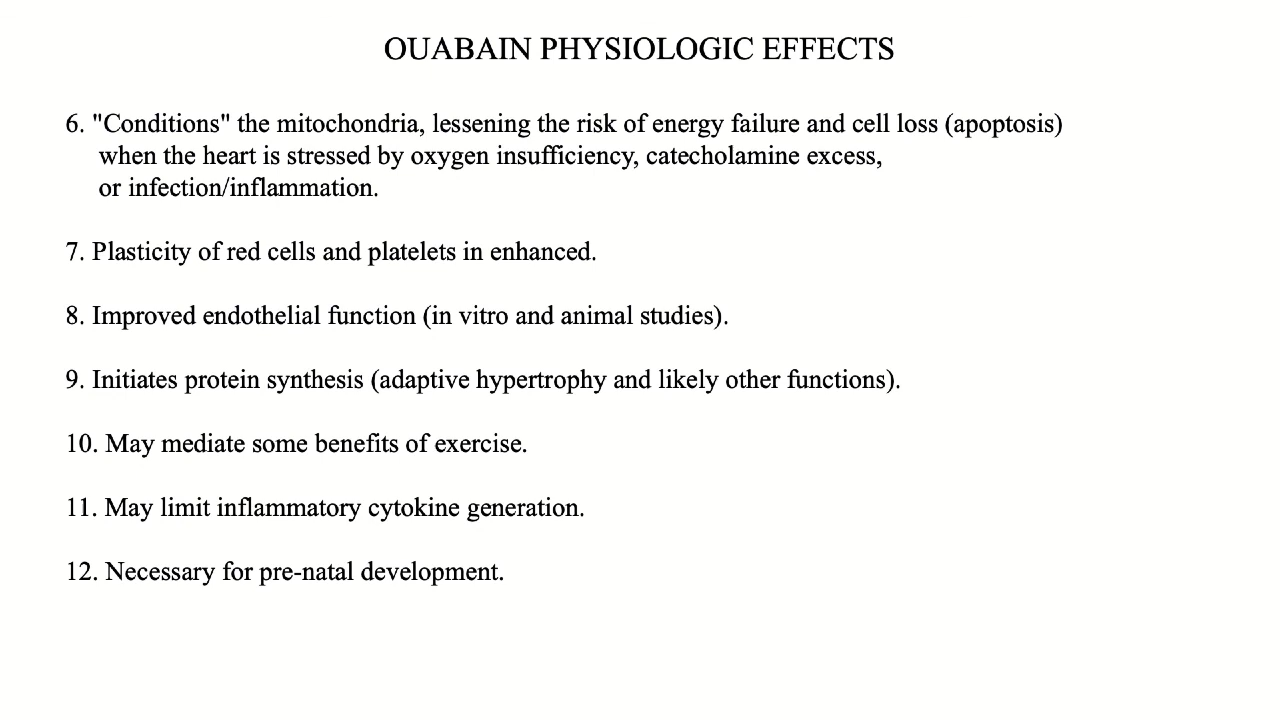 OUABAIN PHYSIOLOGIC EFFECTS
6. "Conditions" the mitochondria, lessening the risk of energy failure and cell loss (apoptosis)
when the heart is stressed by oxygen insufficiency, catecholamine excess,
or infection/inflammation.
7. Plasticity of red cells and platelets in enhanced.
8. Improved endothelial function (in vitro and animal studies).
9. Initiates protein synthesis (adaptive hypertrophy and likely other functions).
10. May mediate some benefits of exercise.
11. May limit inflammatory cytokine generation.
12. Necessary for pre-natal development.